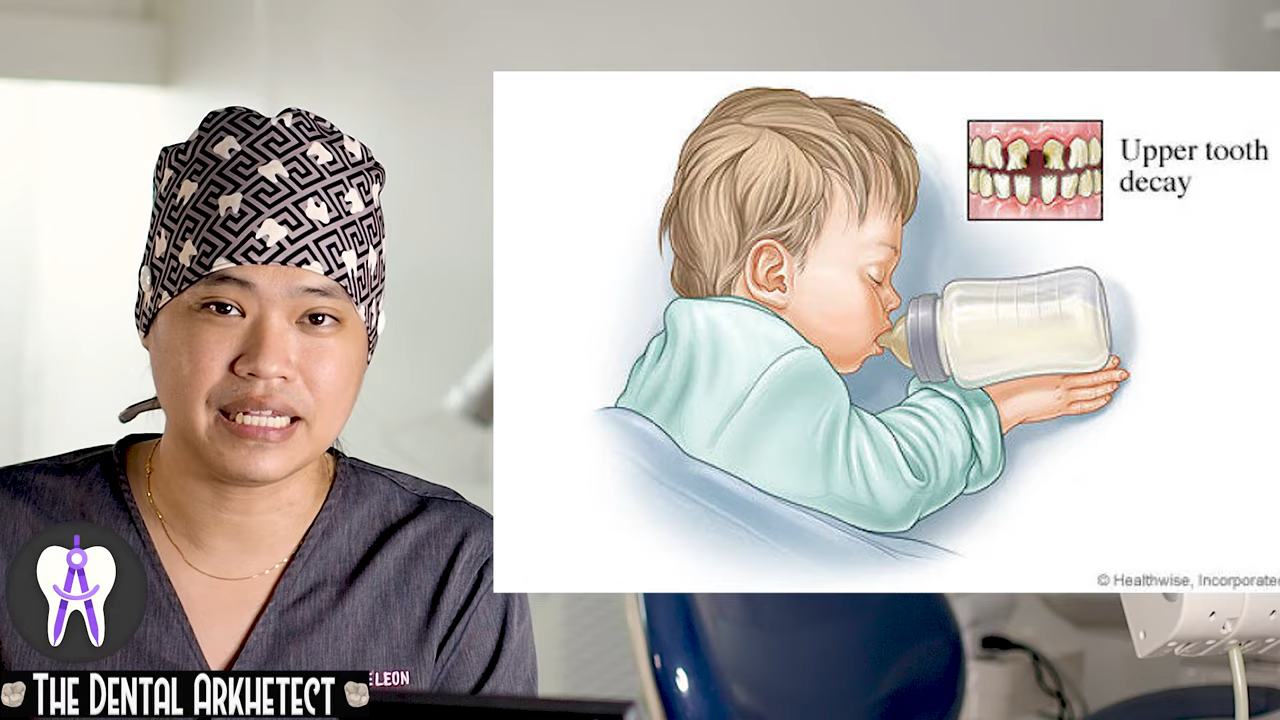 Upper tooth
decay
© Healthwise, Incorporated
E LEON
THE DENTAL ARKHETECT